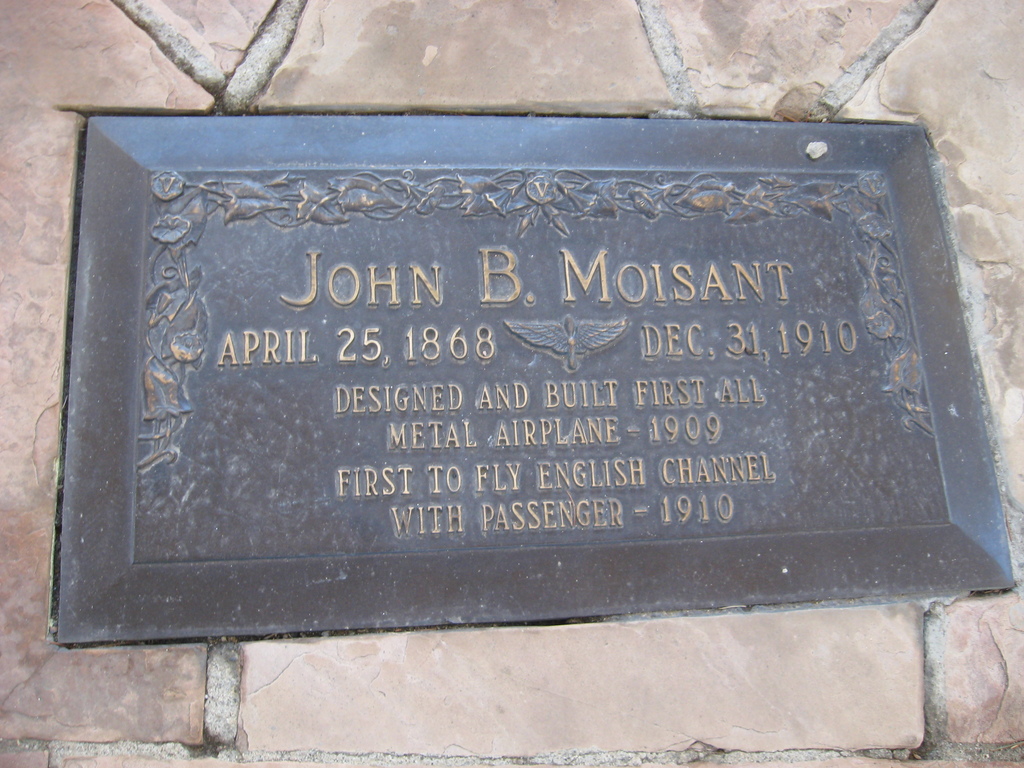 JOHN B. MOISANT
APRIL 25, 1868 DEC. 31, 1910
DESIGNED AND BUILT FIRST ALL
METAL AIRPLANE - 1909
FIRST TO FLY ENGLISH CHANNEL
WITH PASSENGER - 1910